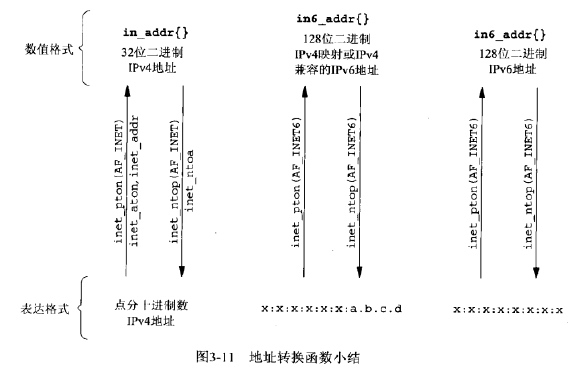 in_addr{}
32位二进制
IPv4地址
in6_addr{}
128位二进制
IPv4映射或IPv4
兼容的IPv6地址
in6_addr{}
128位二进制
IPv6地址
数值格式
inet_pton(AF_INET)
inet_aton,inet_addr
inet_ntop(AF_INET)
inet_ntoa
inet_pton(AF_INET6)
inet_ntop(AF_INET6)
inet_pton(AF_INET6)
inet_ntop(AF_INET6)
表达格式
点分十进制数
IPv4地址
x:x:x:x:x:x:a.b.c.d
x:x:x:x:x:x:x:x
图3-11 地址转换函数小结